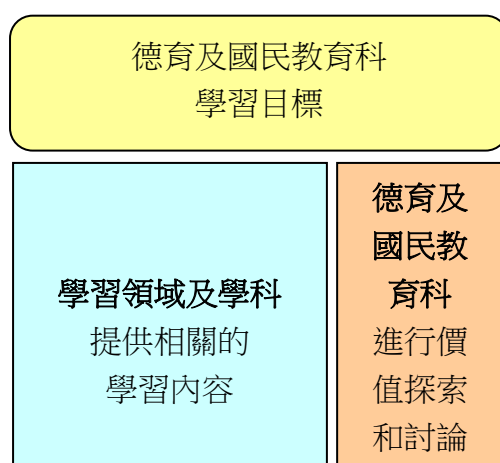 德育及國民教育科
學習目標
學習領域及學科
提供相關的
學習內容
德育及
國民教
育科
進行價
值探索
和討論